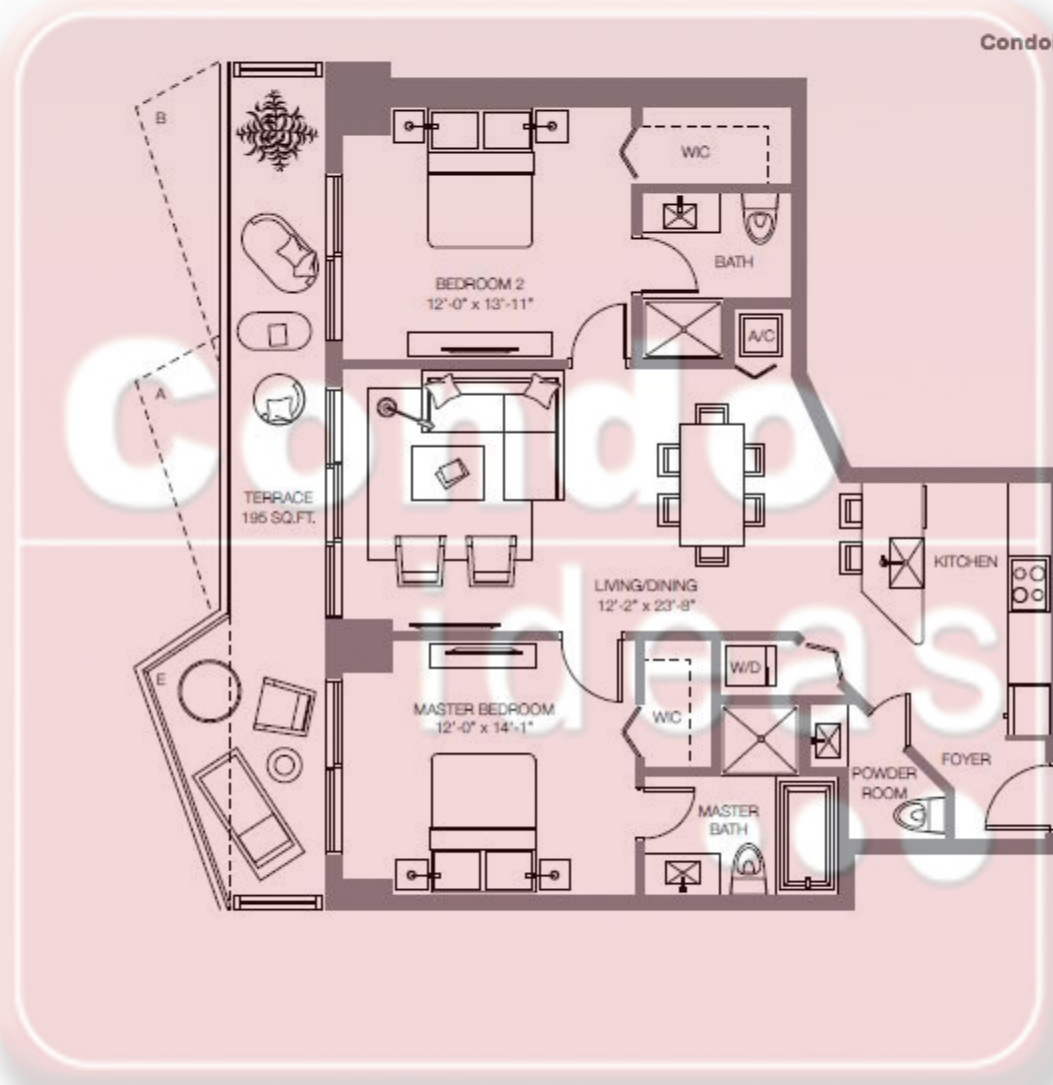 Condo
B
WIC
BATH
BEDROOM 2
12'-0" x 13'-11"
A/C
A
Condo
TERRACE
195 SQ.FT.
KITCHEN
LIVING/DINING
12'-2" x 23'-8"
ideas
W/D
E
WIC
MASTER BEDROOM
12'-0" x 14'-1"
FOYER
POWDER
ROOM
MASTER
BATH